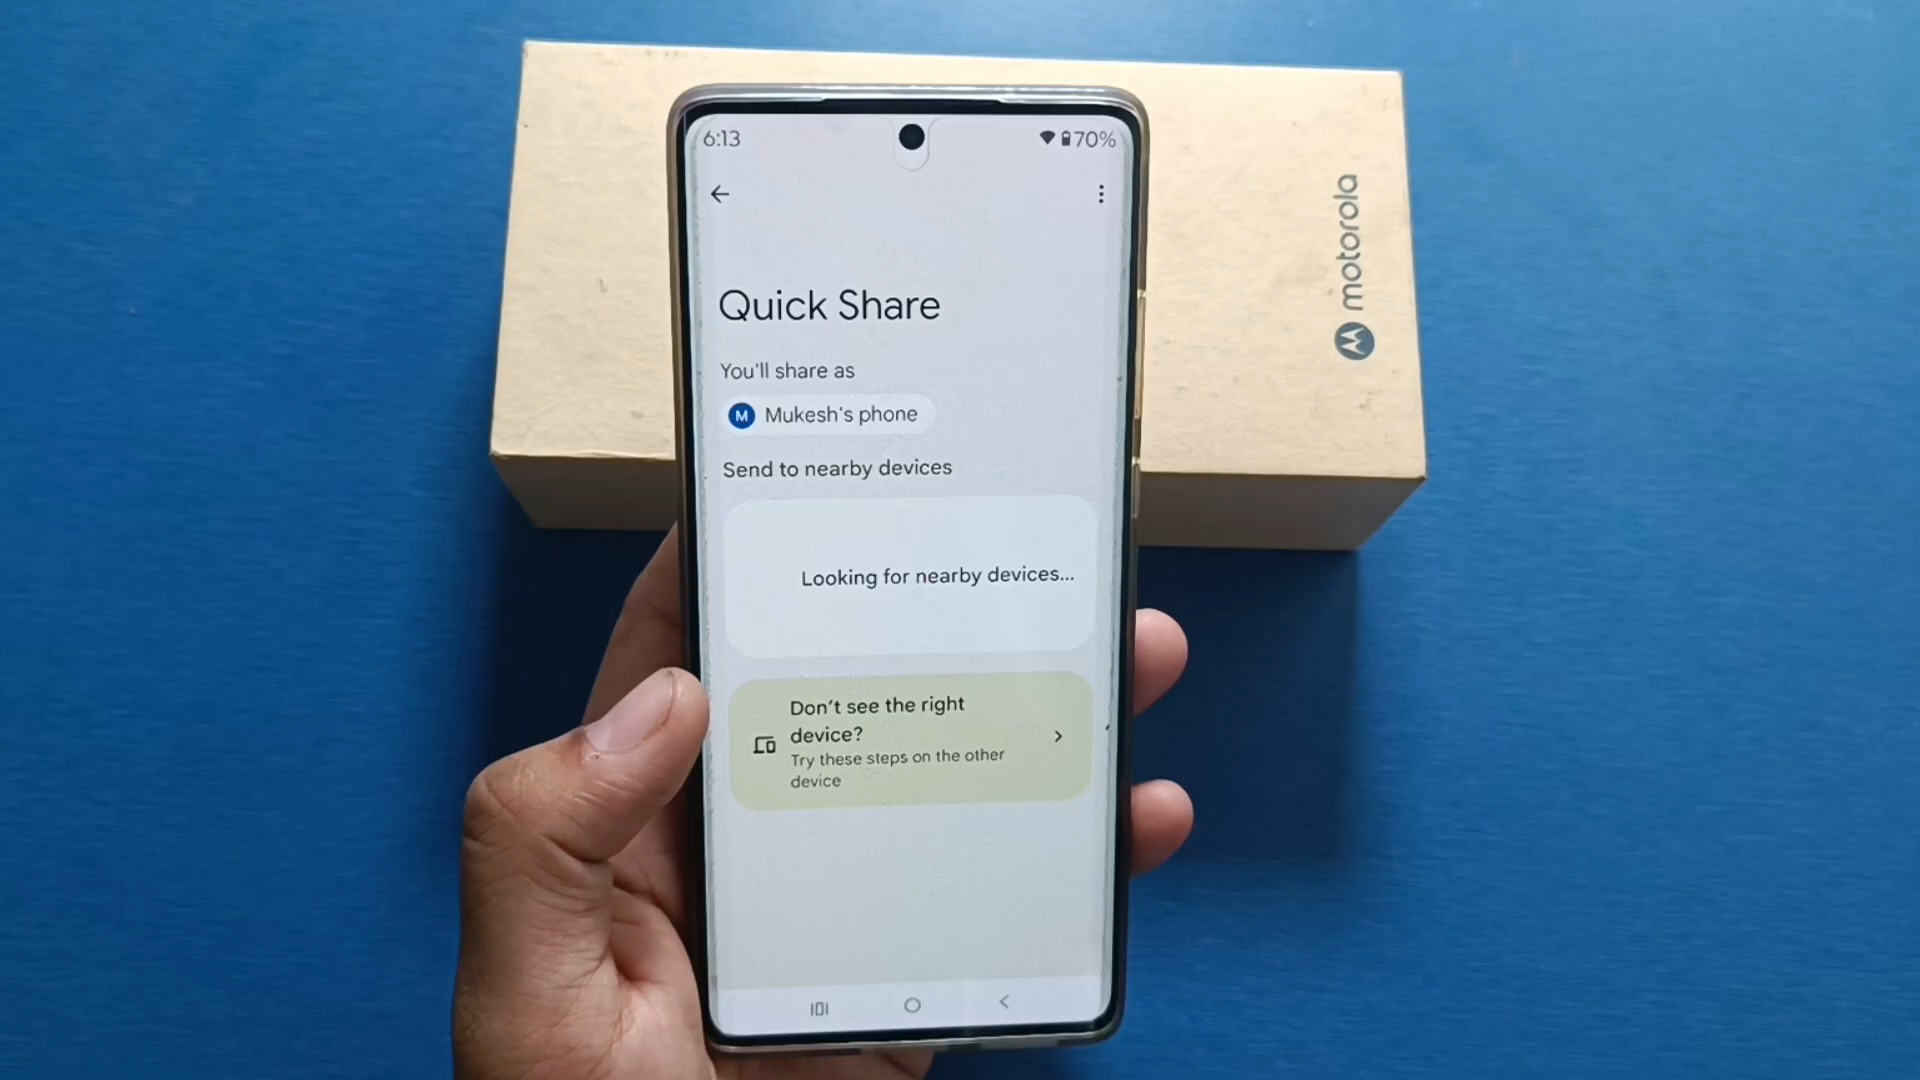 6:13
70%
Quick Share
You'll share as
M Mukesh's phone
Send to nearby devices
Looking for nearby devices...
Don't see the right
device?
Try these steps on the other
device
motorola